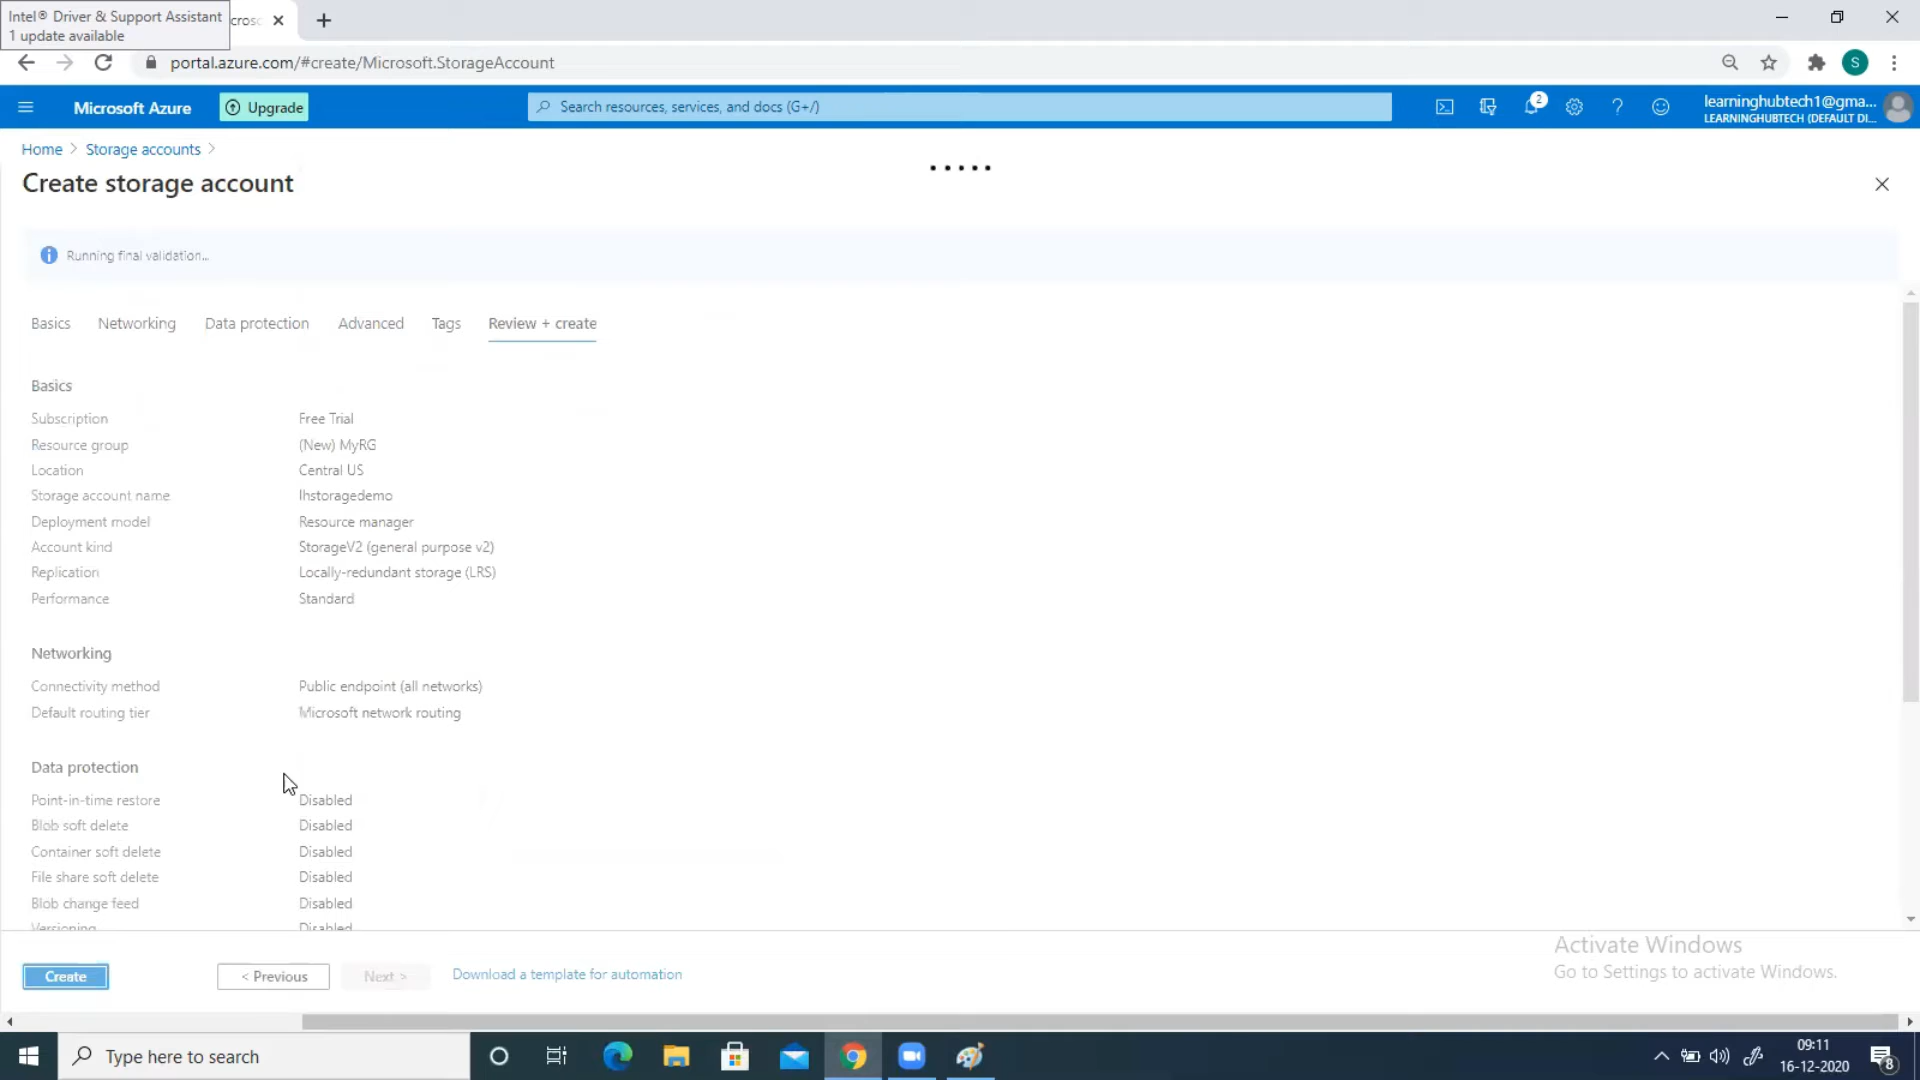 Intel® Driver & Support Assistant
1 update available
portal.azure.com/#create/Microsoft.StorageAccount
S
Microsoft Azure
Upgrade
Search resources, services, and docs (G+/)
2
learninghubtech1@gma...
LEARNINGHUBTECH (DEFAULT DI...
Home > Storage accounts >
Create storage account
Running final validation...
Basics Networking Data protection Advanced Tags Review + create
Basics
Subscription Free Trial
Resource group (New) MyRG
Location Central US
Storage account name lhstoragedemo
Deployment model Resource manager
Account kind StorageV2 (general purpose v2)
Replication Locally-redundant storage (LRS)
Performance Standard
Networking
Connectivity method Public endpoint (all networks)
Default routing tier Microsoft network routing
Data protection
Point-in-time restore Disabled
Blob soft delete Disabled
Container soft delete Disabled
File share soft delete Disabled
Blob change feed Disabled
Versioning Disabled
Activate Windows
Go to Settings to activate Windows.
Create < Previous Next > Download a template for automation
Type here to search
09:11
16-12-2020
8